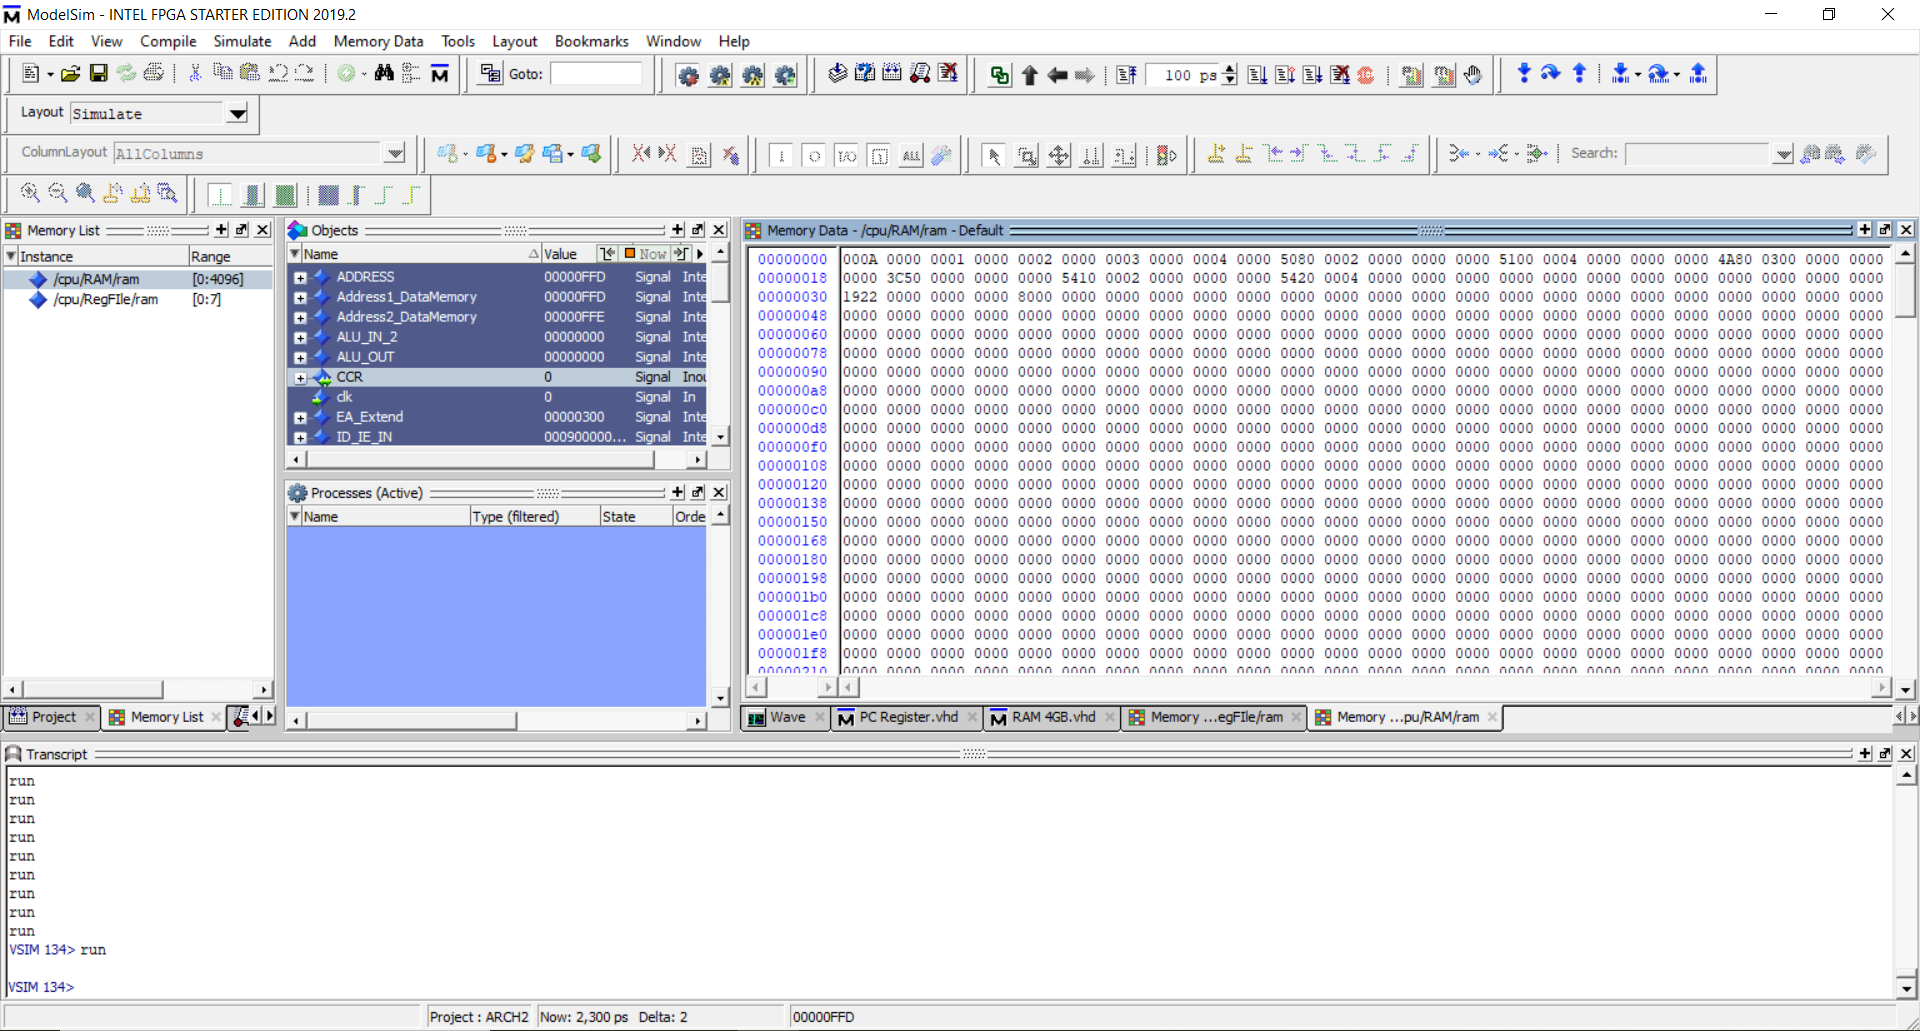 ModelSim - INTEL FPGA STARTER EDITION 2019.2
File Edit View Compile Simulate Add Memory Data Tools Layout Bookmarks Window Help
Goto: 100 ps
Layout Simulate
ColumnLayout AllColumns
Search:
Memory List
Instance Range
/cpu/RAM/ram [0:4096]
/cpu/RegFIle/ram [0:7]
Project Memory List
Objects
Name Value Now
ADDRESS 00000FFD Signal Inte
Address1_DataMemory 00000FFD Signal Inte
Address2_DataMemory 00000FFE Signal Inte
ALU_IN_2 00000000 Signal Inte
ALU_OUT 00000000 Signal Inte
CCR 0 Signal Inou
clk 0 Signal In
EA_Extend 00000300 Signal Inte
ID_IE_IN 000900000... Signal Inte
Processes (Active)
Name Type (filtered) State Orde
Memory Data - /cpu/RAM/ram - Default
00000000 000A 0000 0001 0000 0002 0000 0003 0000 0004 0000 5080 0002 0000 0000 0000 5100 0004 0000 0000 0000 4A80 0300 0000 0000
00000018 0000 3C50 0000 0000 0000 5410 0002 0000 0000 0000 5420 0004 0000 0000 0000 0000 0000 0000 0000 0000 0000 0000 0000 0000
00000030 1922 0000 0000 0000 8000 0000 0000 0000 0000 0000 0000 0000 0000 0000 0000 0000 0000 0000 0000 0000 0000 0000 0000 0000
00000048 0000 0000 0000 0000 0000 0000 0000 0000 0000 0000 0000 0000 0000 0000 0000 0000 0000 0000 0000 0000 0000 0000 0000 0000
00000060 0000 0000 0000 0000 0000 0000 0000 0000 0000 0000 0000 0000 0000 0000 0000 0000 0000 0000 0000 0000 0000 0000 0000 0000
00000078 0000 0000 0000 0000 0000 0000 0000 0000 0000 0000 0000 0000 0000 0000 0000 0000 0000 0000 0000 0000 0000 0000 0000 0000
00000090 0000 0000 0000 0000 0000 0000 0000 0000 0000 0000 0000 0000 0000 0000 0000 0000 0000 0000 0000 0000 0000 0000 0000 0000
000000a8 0000 0000 0000 0000 0000 0000 0000 0000 0000 0000 0000 0000 0000 0000 0000 0000 0000 0000 0000 0000 0000 0000 0000 0000
000000c0 0000 0000 0000 0000 0000 0000 0000 0000 0000 0000 0000 0000 0000 0000 0000 0000 0000 0000 0000 0000 0000 0000 0000 0000
000000d8 0000 0000 0000 0000 0000 0000 0000 0000 0000 0000 0000 0000 0000 0000 0000 0000 0000 0000 0000 0000 0000 0000 0000 0000
000000f0 0000 0000 0000 0000 0000 0000 0000 0000 0000 0000 0000 0000 0000 0000 0000 0000 0000 0000 0000 0000 0000 0000 0000 0000
00000108 0000 0000 0000 0000 0000 0000 0000 0000 0000 0000 0000 0000 0000 0000 0000 0000 0000 0000 0000 0000 0000 0000 0000 0000
00000120 0000 0000 0000 0000 0000 0000 0000 0000 0000 0000 0000 0000 0000 0000 0000 0000 0000 0000 0000 0000 0000 0000 0000 0000
00000138 0000 0000 0000 0000 0000 0000 0000 0000 0000 0000 0000 0000 0000 0000 0000 0000 0000 0000 0000 0000 0000 0000 0000 0000
00000150 0000 0000 0000 0000 0000 0000 0000 0000 0000 0000 0000 0000 0000 0000 0000 0000 0000 0000 0000 0000 0000 0000 0000 0000
00000168 0000 0000 0000 0000 0000 0000 0000 0000 0000 0000 0000 0000 0000 0000 0000 0000 0000 0000 0000 0000 0000 0000 0000 0000
00000180 0000 0000 0000 0000 0000 0000 0000 0000 0000 0000 0000 0000 0000 0000 0000 0000 0000 0000 0000 0000 0000 0000 0000 0000
00000198 0000 0000 0000 0000 0000 0000 0000 0000 0000 0000 0000 0000 0000 0000 0000 0000 0000 0000 0000 0000 0000 0000 0000 0000
000001b0 0000 0000 0000 0000 0000 0000 0000 0000 0000 0000 0000 0000 0000 0000 0000 0000 0000 0000 0000 0000 0000 0000 0000 0000
000001c8 0000 0000 0000 0000 0000 0000 0000 0000 0000 0000 0000 0000 0000 0000 0000 0000 0000 0000 0000 0000 0000 0000 0000 0000
000001e0 0000 0000 0000 0000 0000 0000 0000 0000 0000 0000 0000 0000 0000 0000 0000 0000 0000 0000 0000 0000 0000 0000 0000 0000
000001f8 0000 0000 0000 0000 0000 0000 0000 0000 0000 0000 0000 0000 0000 0000 0000 0000 0000 0000 0000 0000 0000 0000 0000 0000
00000210 0000 0000 0000 0000 0000 0000 0000 0000 0000 0000 0000 0000 0000 0000 0000 0000 0000 0000 0000 0000 0000 0000 0000 0000
Wave PC Register.vhd RAM 4GB.vhd Memory ...egFIle/ram Memory ...pu/RAM/ram
Transcript
run
run
run
run
run
run
run
run
run
VSIM 134> run
VSIM 134>
Project : ARCH2 Now: 2,300 ps Delta: 2 00000FFD